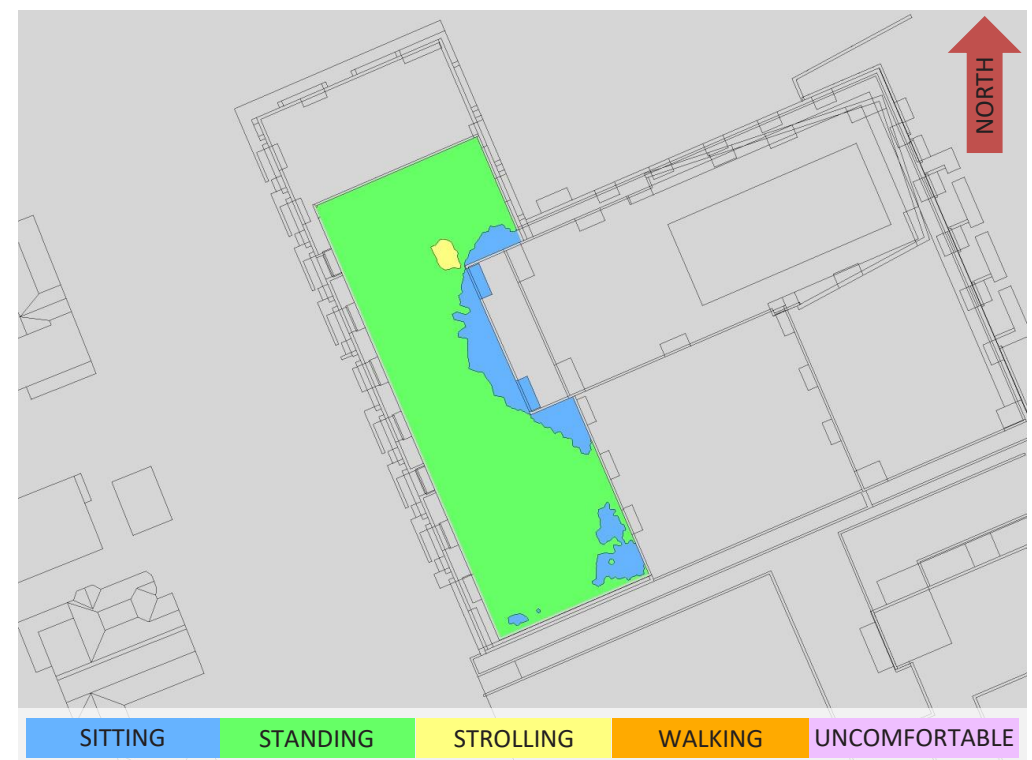 NORTH
SITTING
STANDING
STROLLING
WALKING
UNCOMFORTABLE